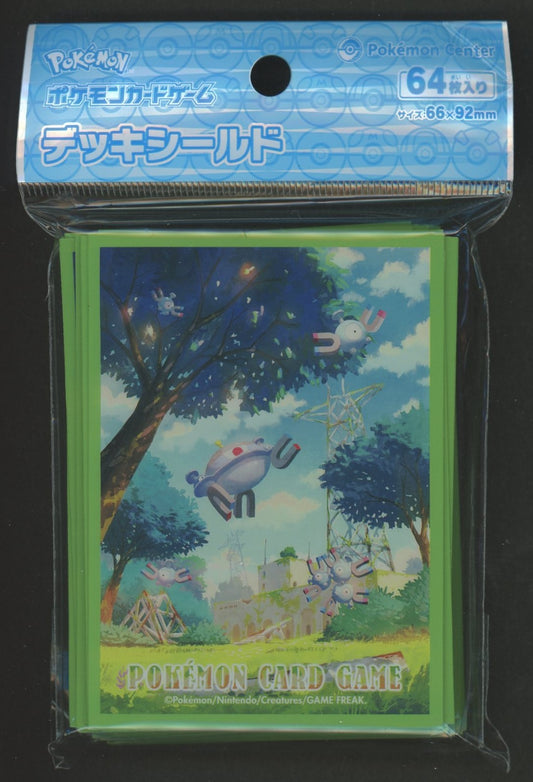 POKÉMON
ポケモンカードゲーム
デッキシールド
Pokémon Center
64枚入り
サイズ:66×92mm
POKÉMON CARD GAME
©Pokémon/Nintendo/Creatures/GAME FREAK.